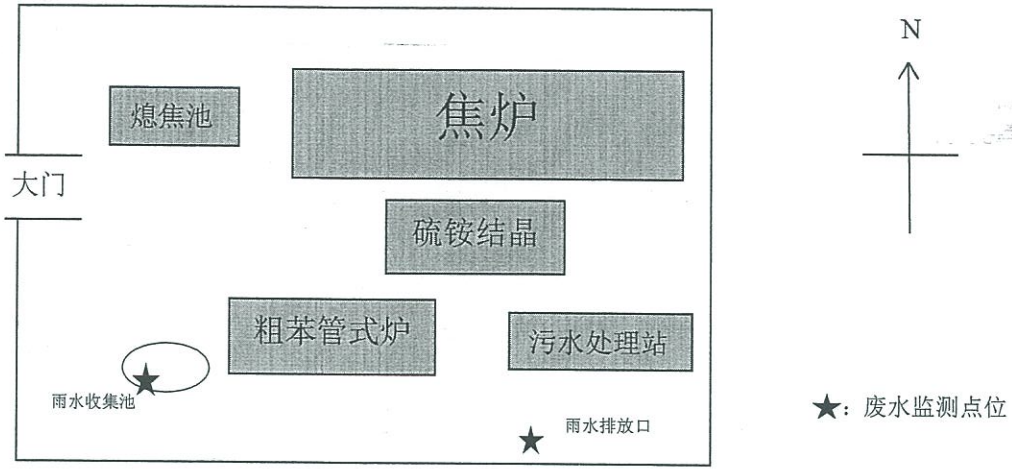 N
焦炉
熄焦池
大门
硫铵结晶
粗苯管式炉
污水处理站
雨水收集池
雨水排放口
★：废水监测点位